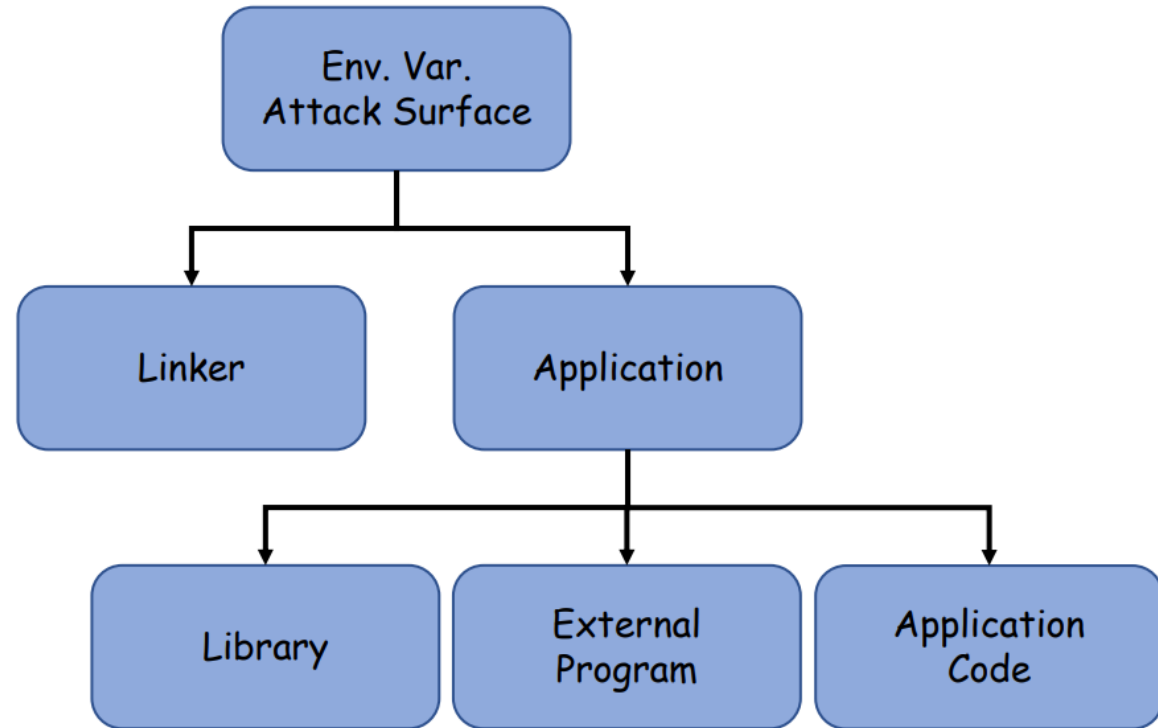 Env. Var.
Attack Surface
Linker
Application
Library
External
Program
Application
Code